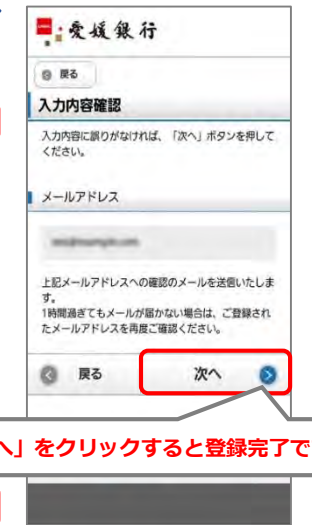 愛媛銀行
戻る
入力内容確認
入力内容に誤りがなければ、「次へ」ボタンを押して
ください。
メールアドレス
上記メールアドレスへの確認のメールを送信いたしま
す。
1時間過ぎてもメールが届かない場合は、ご登録され
たメールアドレスを再度ご確認ください。
戻る 次へ
へ」をクリックすると登録完了で